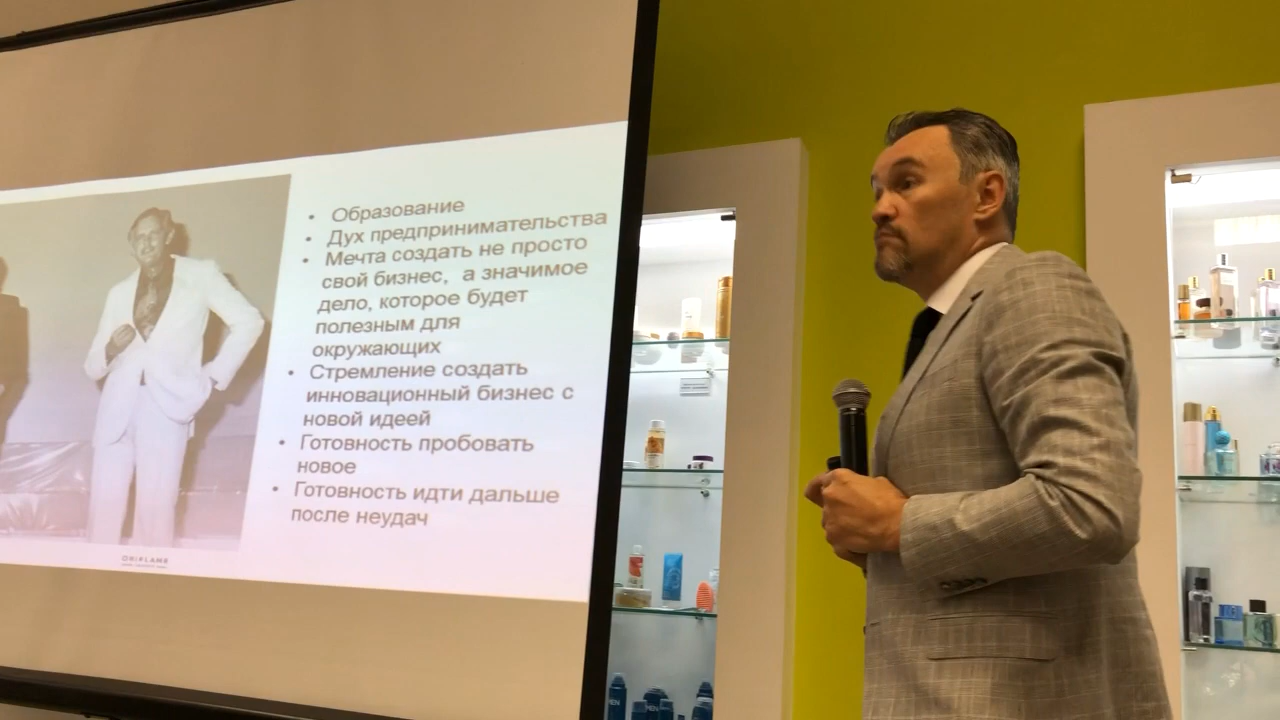 • Образование
• Дух предпринимательства
• Мечта создать не просто
свой бизнес, а значимое
дело, которое будет
полезным для
окружающих
• Стремление создать
инновационный бизнес с
новой идеей
• Готовность пробовать
новое
• Готовность идти дальше
после неудач
ORIFLAME